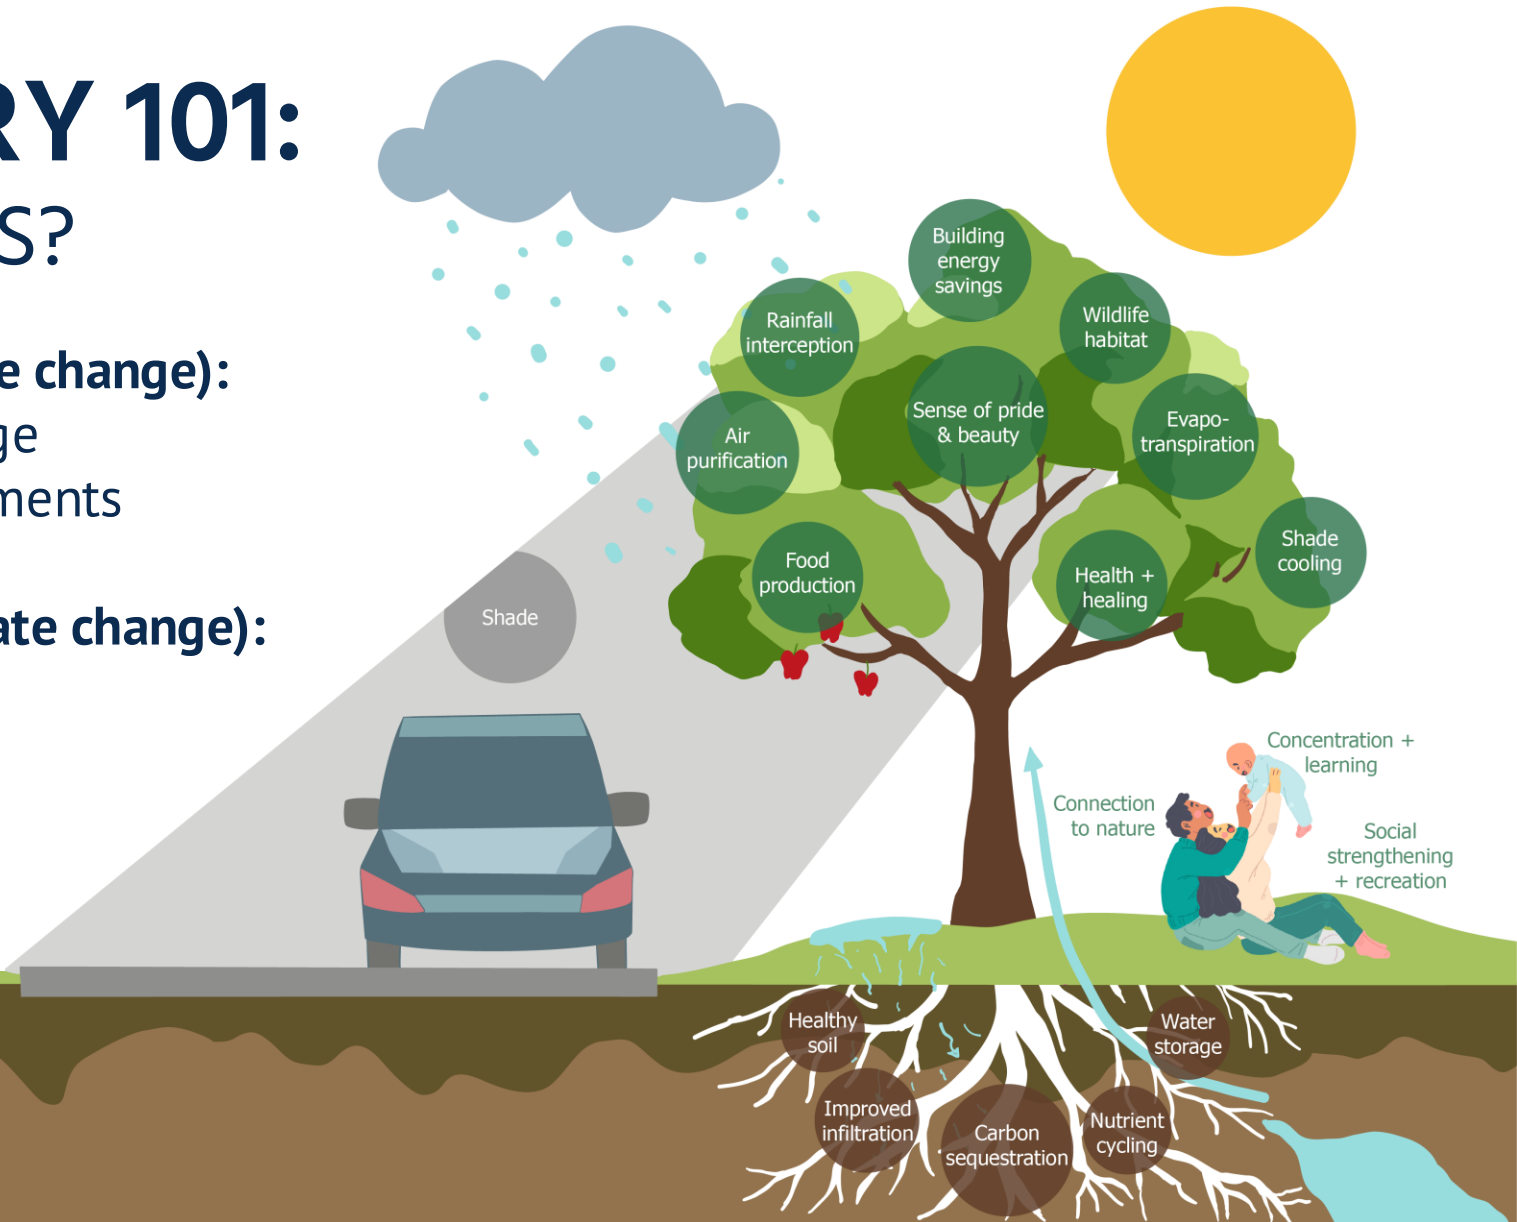 RY 101:
S?
e change):
ge
ments
ate change):
Building
energy
savings
Rainfall
interception
Wildlife
habitat
Sense of pride
& beauty
Evapo-
transpiration
Air
purification
Shade
cooling
Food
production
Health +
healing
Shade
Concentration +
learning
Connection
to nature
Social
strengthening
+ recreation
Healthy
soil
Water
storage
Improved
infiltration
Carbon
sequestration
Nutrient
cycling